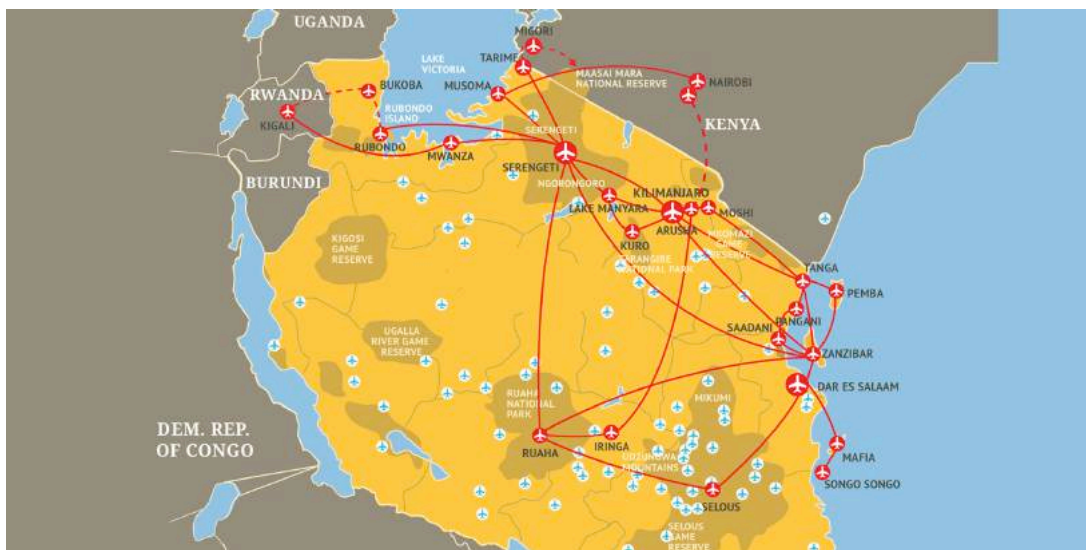 UGANDA
MIGORI
LAKE
VICTORIA
TARIME
MAASAI MARA
NATIONAL RESERVE
NAIROBI
BUKOBA
MUSOMA
RWANDA
RUBONDO
ISLAND
KIGALI
KENYA
SERENGETI
RUBONDO
MWANZA
SERENGETI
BURUNDI
NGORONGORO
KILIMANJARO
LAKE MANYARA
MOSHI
ARUSHA
KIGOSI
GAME
RESERVE
KURO
MKOMAZI
GAME
RESERVE
TARANGIRE
NATIONAL PARK
TANGA
PEMBA
PANGANI
SAADANI
UGALLA
RIVER GAME
RESERVE
ZANZIBAR
DAR ES SALAAM
RUAHA
NATIONAL
PARK
MIKUMI
DEM. REP.
OF CONGO
RUAHA
IRINGA
UDZUNGWA
MOUNTAINS
MAFIA
SONGO SONGO
SELOUS
SELOUS
GAME
RESERVE